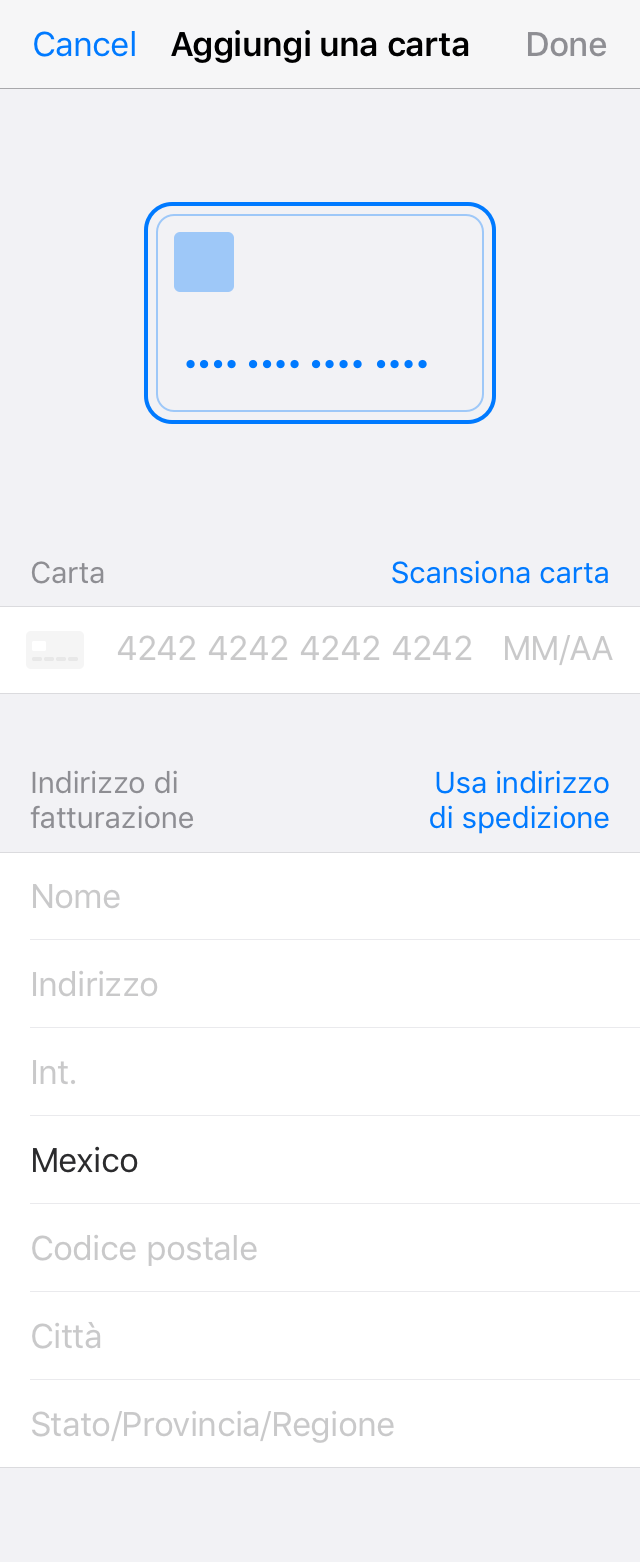 Cancel Aggiungi una carta Done
Carta Scansiona carta
4242 4242 4242 4242 MM/AA
Indirizzo di fatturazione
Usa indirizzo di spedizione
Nome
Indirizzo
Int.
Mexico
Codice postale
Città
Stato/Provincia/Regione